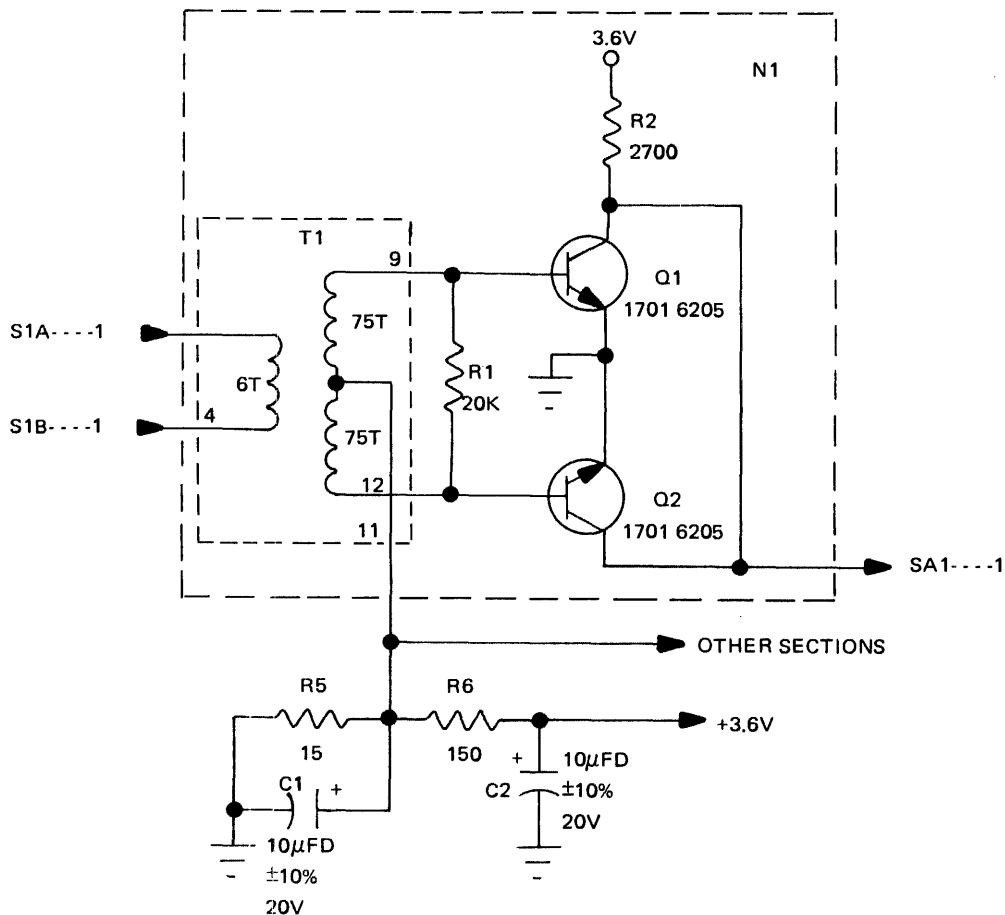 3.6V
N1
R2
2700
T1
9
Q1
1701 6205
S1A----1
75T
6T
R1
20K
4
S1B----1
75T
12
Q2
1701 6205
11
SA1----1
OTHER SECTIONS
R5
R6
+3.6V
15
150
+
10μFD
C1
+
C2
±10%
20V
10μFD
±10%
20V